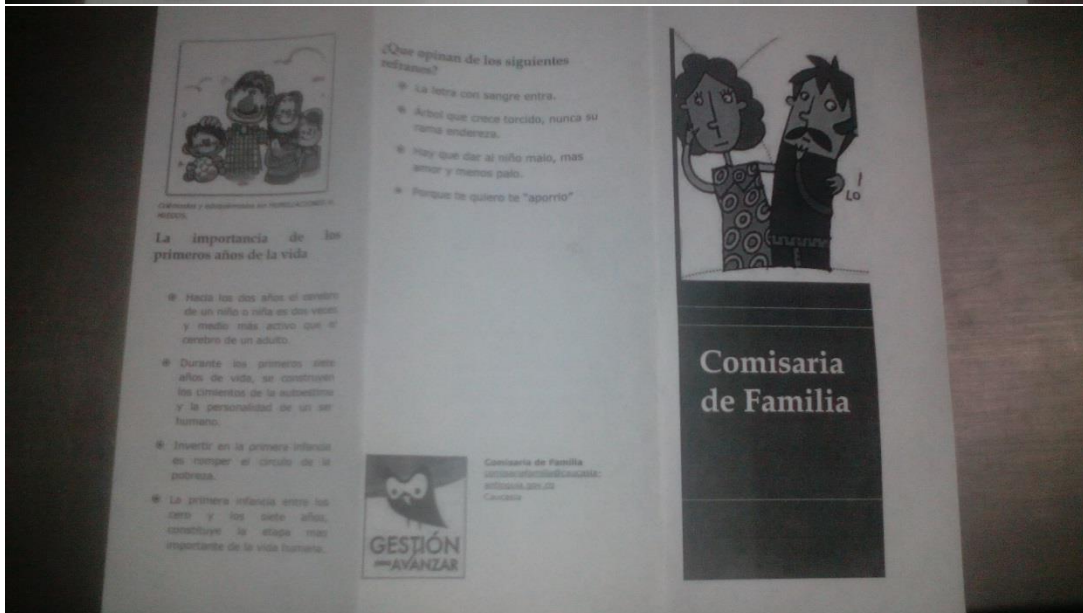 La importancia de los
primeros años de la vida
Hacia los dos años el cerebro
de un niño o niña es dos veces
y medio más activo que el
cerebro de un adulto.
Durante los primeros siete
años de vida, se construyen
los cimientos de la autoestima
y la personalidad de un ser
humano.
Invertir en la primera infancia
es romper el circulo de la
pobreza.
La primera infancia entre los
cero y los siete años,
constituye la etapa mas
importante de la vida humana.
¿Que opinan de los siguientes
refranes?
La letra con sangre entra.
Árbol que crece torcido, nunca su
rama endereza.
Hay que dar al niño malo, mas
amor y menos palo.
Porque te quiero te "aporrio"
GESTIÓN
para AVANZAR
Comisaria de Familia
Caucasia
Lo
Comisaria
de Familia